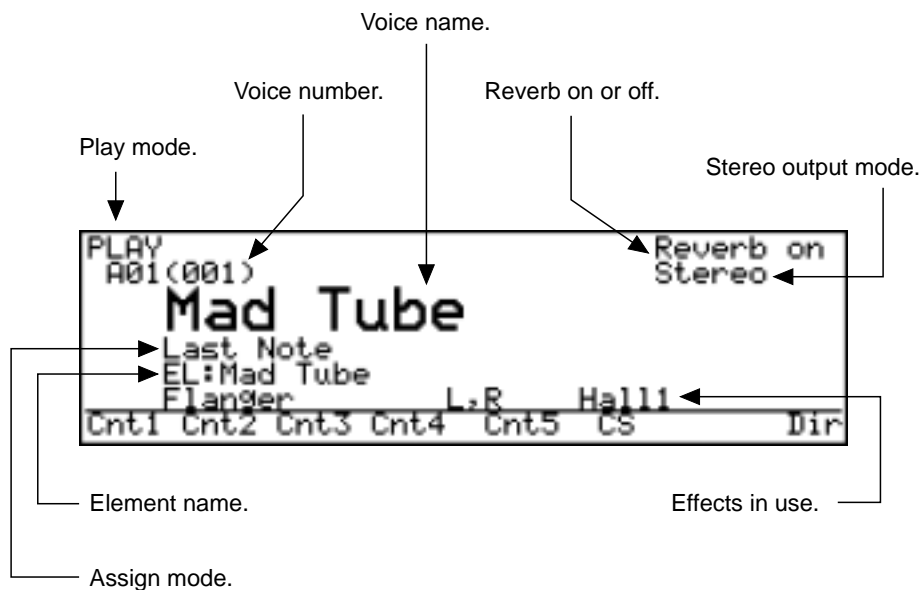 Voice name.
Voice number.
Reverb on or off.
Play mode.
Stereo output mode.
PLAY
Reverb on
A01(001)
Stereo
Mad Tube
Last Note
EL:Mad Tube
Flanger L,R Hall1
Cnt1 Cnt2 Cnt3 Cnt4 Cnt5 CS Dir
Element name.
Effects in use.
Assign mode.